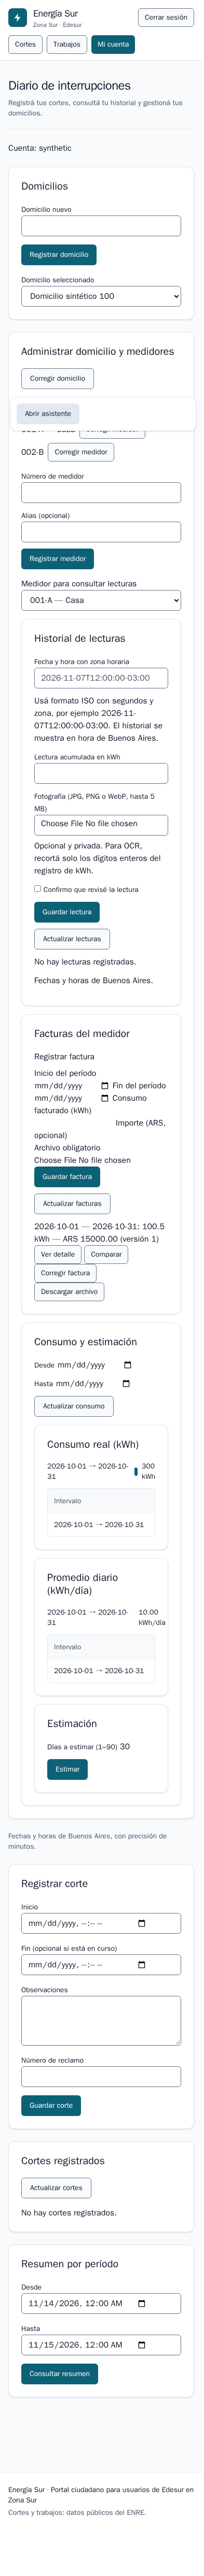 Energía Sur
Zona Sur · Edesur
Cerrar sesión
Cortes
Trabajos
Mi cuenta
Diario de interrupciones
Registrá tus cortes, consultá tu historial y gestioná tus
domicilios.
Cuenta: synthetic
Domicilios
Domicilio nuevo
Registrar domicilio
Domicilio seleccionado
Domicilio sintético 100
Administrar domicilio y medidores
Corregir domicilio
Abrir asistente
002-B
Corregir medidor
Número de medidor
Alias (opcional)
Registrar medidor
Medidor para consultar lecturas
001-A — Casa
Historial de lecturas
Fecha y hora con zona horaria
2026-11-07T12:00:00-03:00
Usá formato ISO con segundos y
zona, por ejemplo 2026-11-
07T12:00:00-03:00. El historial se
muestra en hora de Buenos Aires.
Lectura acumulada en kWh
Fotografía (JPG, PNG o WebP, hasta 5
MB)
Choose File No file chosen
Opcional y privada. Para OCR,
recortá solo los dígitos enteros del
registro de kWh.
Confirmo que revisé la lectura
Guardar lectura
Actualizar lecturas
No hay lecturas registradas.
Fechas y horas de Buenos Aires.
Facturas del medidor
Registrar factura
Inicio del período
mm/dd/yyyy Fin del período
mm/dd/yyyy Consumo
facturado (kWh)
Importe (ARS,
opcional)
Archivo obligatorio
Choose File No file chosen
Guardar factura
Actualizar facturas
2026-10-01 — 2026-10-31: 100.5
kWh — ARS 15000.00 (versión 1)
Ver detalle
Comparar
Corregir factura
Descargar archivo
Consumo y estimación
Desde mm/dd/yyyy
Hasta mm/dd/yyyy
Actualizar consumo
Consumo real (kWh)
2026-10-01 → 2026-10-
31
300
kWh
Intervalo
2026-10-01 → 2026-10-31
Promedio diario
(kWh/día)
2026-10-01 → 2026-10-
31
10.00
kWh/día
Intervalo
2026-10-01 → 2026-10-31
Estimación
Días a estimar (1–90) 30
Estimar
Fechas y horas de Buenos Aires, con precisión de
minutos.
Registrar corte
Inicio
mm/dd/yyyy, --:-- --
Fin (opcional si está en curso)
mm/dd/yyyy, --:-- --
Observaciones
Número de reclamo
Guardar corte
Cortes registrados
Actualizar cortes
No hay cortes registrados.
Resumen por período
Desde
11/14/2026, 12:00 AM
Hasta
11/15/2026, 12:00 AM
Consultar resumen
Energía Sur · Portal ciudadano para usuarios de Edesur en
Zona Sur
Cortes y trabajos: datos públicos del ENRE.